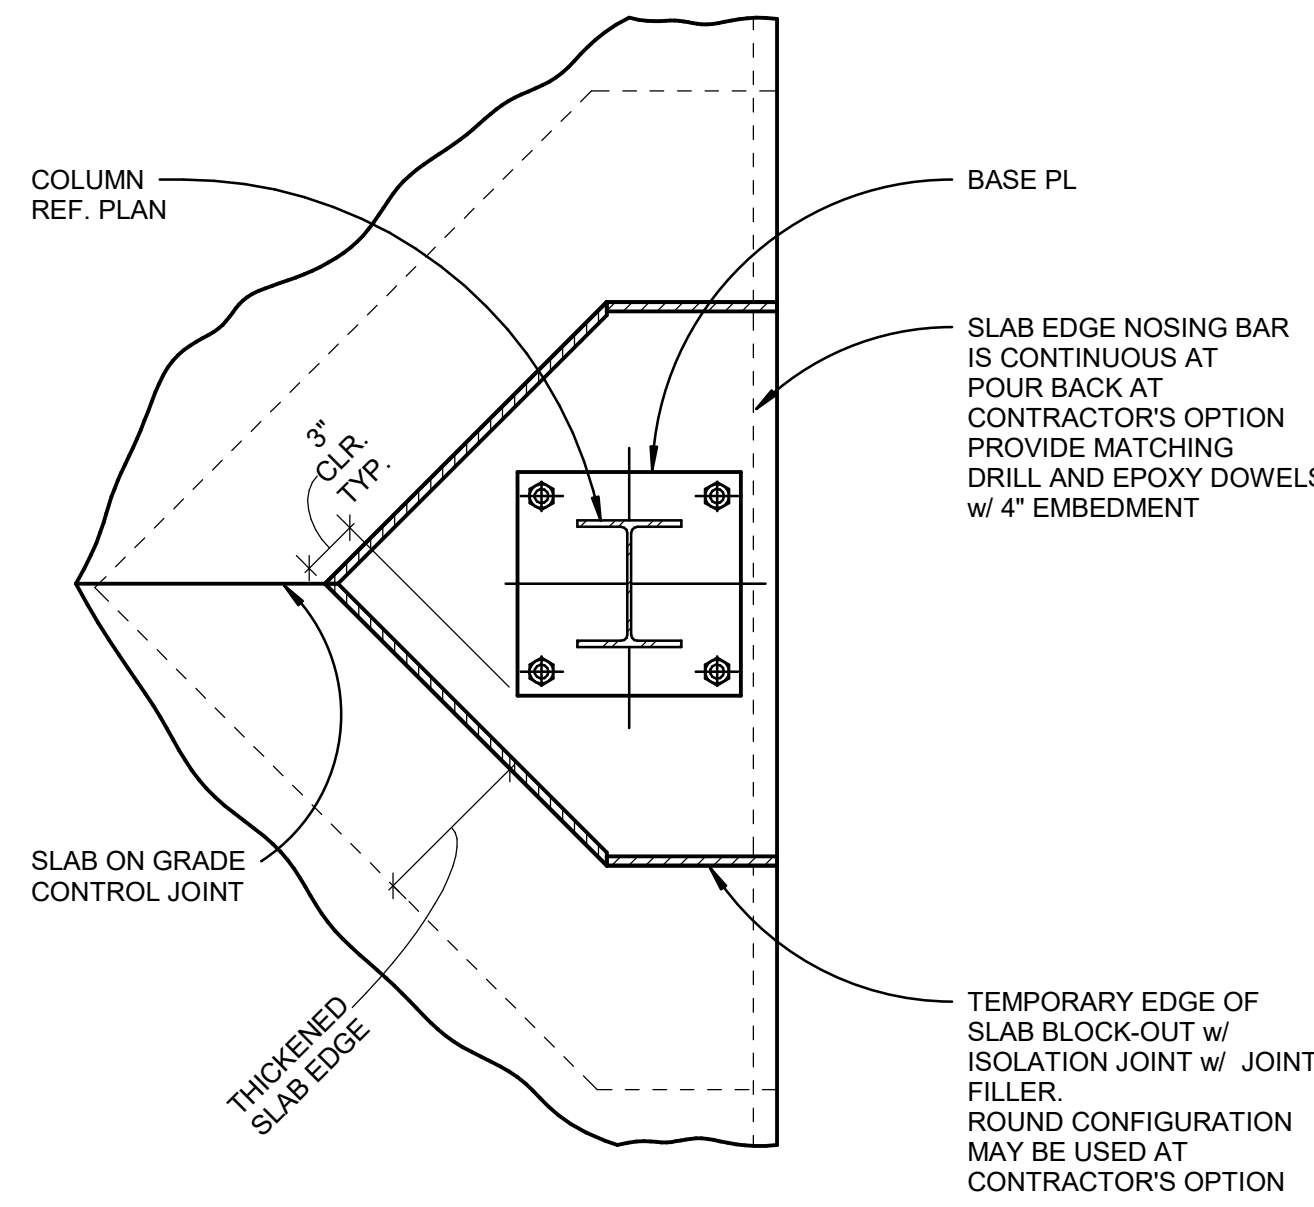 COLUMN
REF. PLAN
BASE PL
SLAB EDGE NOSING BAR
IS CONTINUOUS AT
POUR BACK AT
CONTRACTOR'S OPTION
PROVIDE MATCHING
DRILL AND EPOXY DOWELS
w/ 4" EMBEDMENT
3"
CLR.
TYP.
SLAB ON GRADE
CONTROL JOINT
THICKENED
SLAB EDGE
TEMPORARY EDGE OF
SLAB BLOCK-OUT w/
ISOLATION JOINT w/ JOINT
FILLER.
ROUND CONFIGURATION
MAY BE USED AT
CONTRACTOR'S OPTION